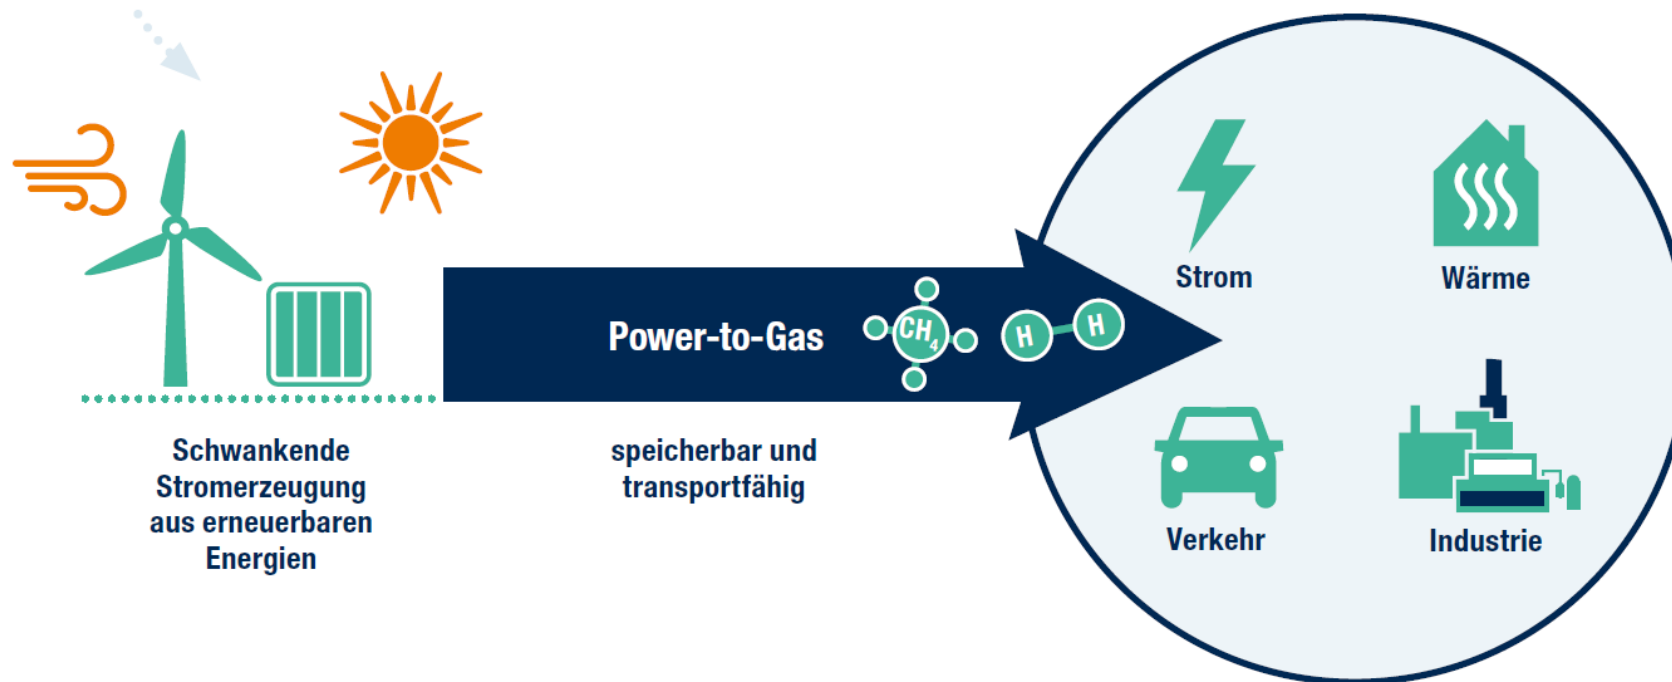 Schwankende
Stromerzeugung
aus erneuerbaren
Energien
Power-to-Gas
CH4
H H
speicherbar und
transportfähig
Strom
Wärme
Verkehr
Industrie